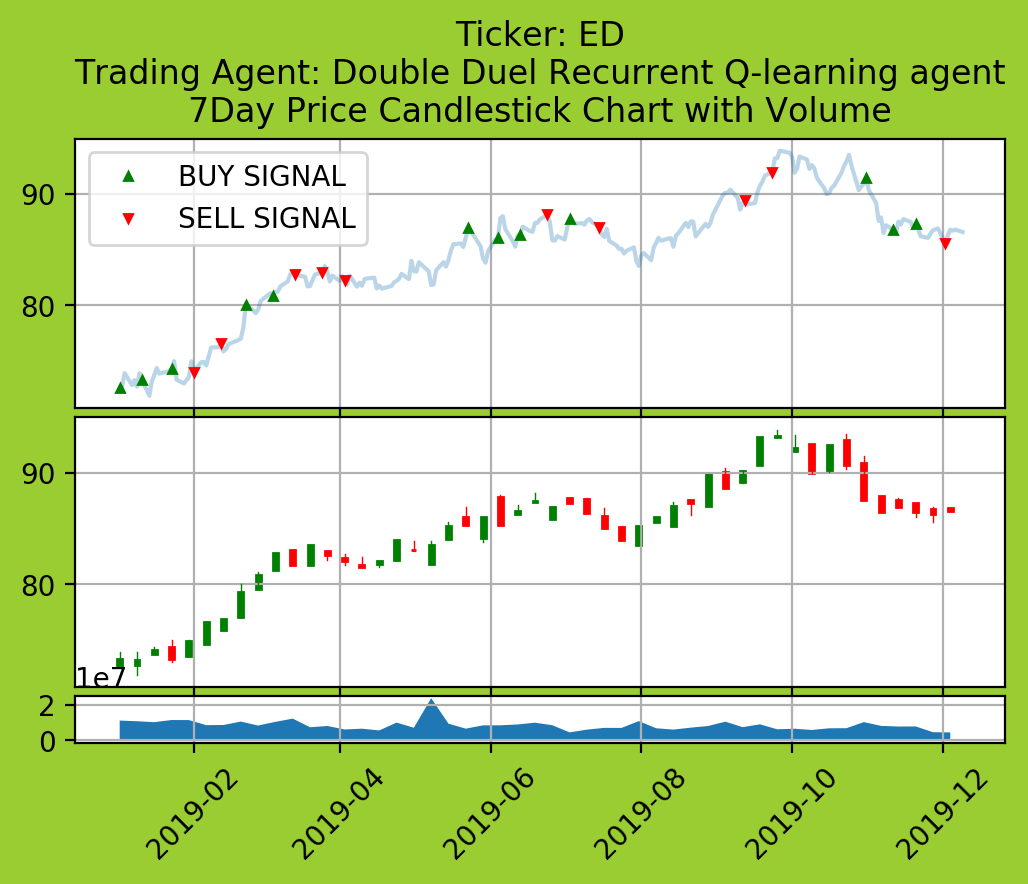 Ticker: ED
Trading Agent: Double Duel Recurrent Q-learning agent
7Day Price Candlestick Chart with Volume
BUY SIGNAL
SELL SIGNAL
90
80
90
80
1e7
2
0
2019-02
2019-04
2019-06
2019-08
2019-10
2019-12